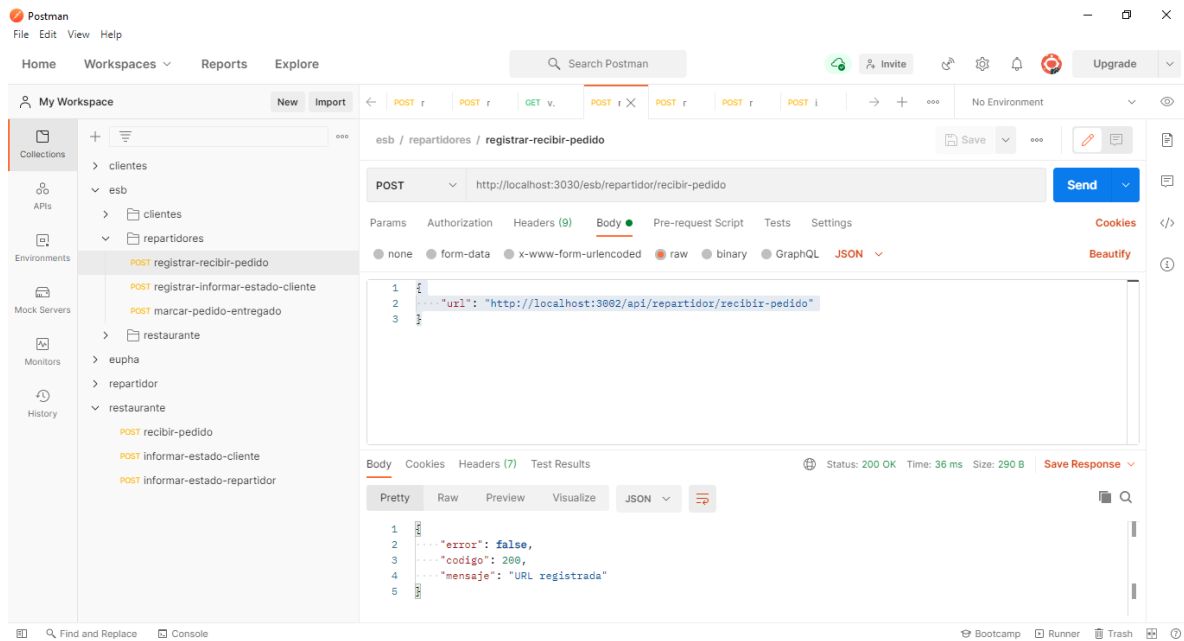 Postman
File Edit View Help
Home Workspaces Reports Explore
Search Postman
Invite
Upgrade
My Workspace
New Import
POST r
POST r
GET v.
POST r
POST r
POST r
POST i
No Environment
Collections
APIs
Environments
Mock Servers
Monitors
History
clientes
esb
clientes
repartidores
POST registrar-recibir-pedido
POST registrar-informar-estado-cliente
POST marcar-pedido-entregado
restaurante
eupha
repartidor
restaurante
POST recibir-pedido
POST informar-estado-cliente
POST informar-estado-repartidor
esb / repartidores / registrar-recibir-pedido
Save
POST http://localhost:3030/esb/repartidor/recibir-pedido
Send
Params Authorization Headers (9) Body Pre-request Script Tests Settings
Cookies
none form-data x-www-form-urlencoded raw binary GraphQL JSON
Beautify
1 {
2 "url": "http://localhost:3002/api/repartidor/recibir-pedido"
3 }
Body Cookies Headers (7) Test Results
Status: 200 OK Time: 36 ms Size: 290 B Save Response
Pretty Raw Preview Visualize JSON
1 {
2 "error": false,
3 "codigo": 200,
4 "mensaje": "URL registrada"
5 }
Find and Replace Console
Bootcamp Runner Trash